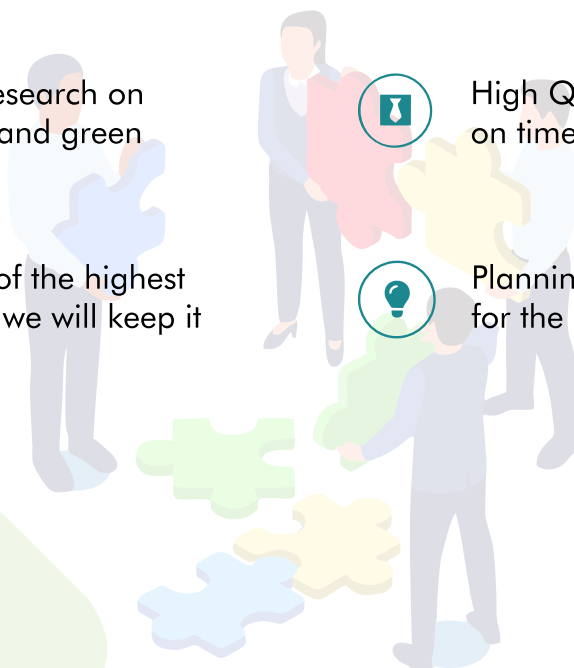 esearch on
and green
of the highest
we will keep it
High Q
on time
Plannin
for the